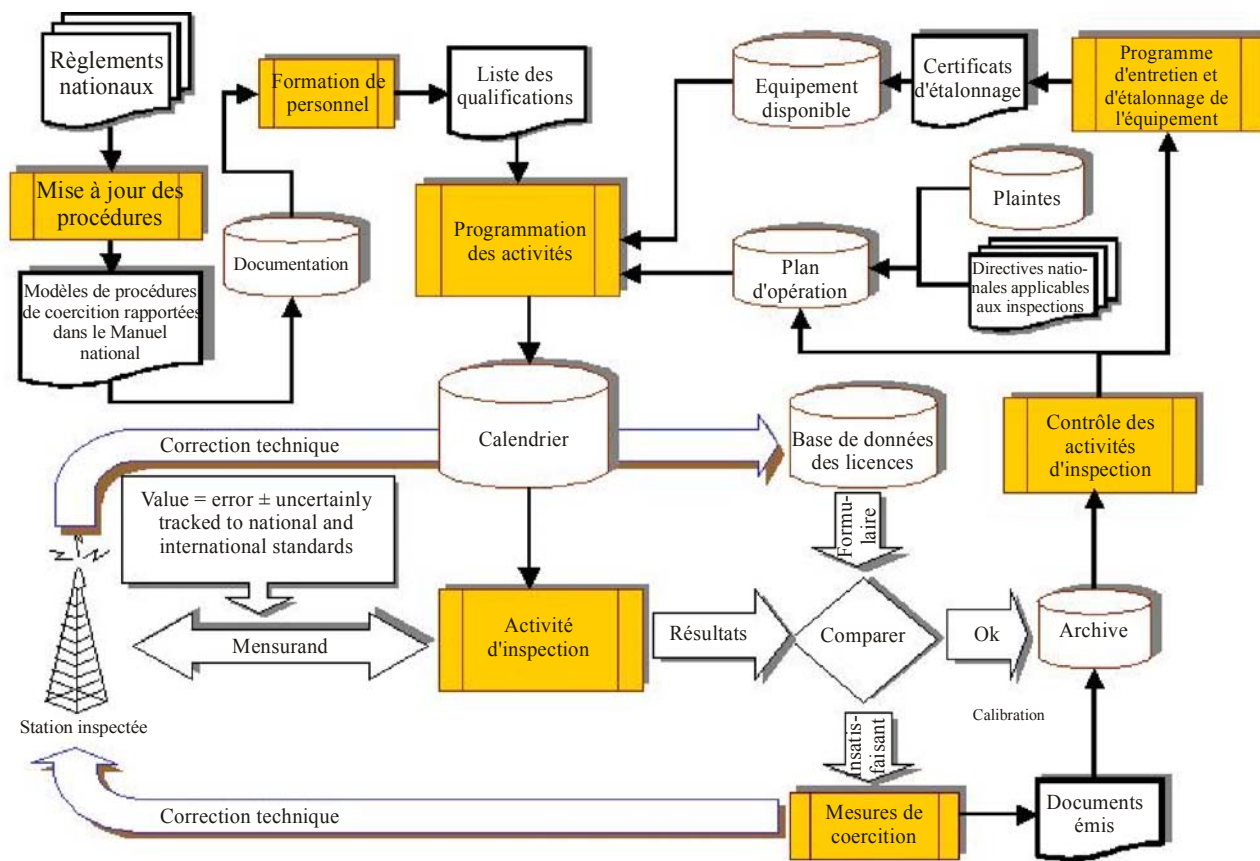 Règlements
nationaux
Formation de
personnel
Liste des
qualifications
Equipement
disponible
Certificats
d'étalonnage
Programme
d'entretien et
d'étalonnage de
l'équipement
Mise à jour des
procédures
Documentation
Programmation
des activités
Plaintes
Plan
d'opération
Directives natio-
nales applicables
aux inspections
Modèles de procédures
de coercition rapportées
dans le Manuel
national
Correction technique
Calendrier
Base de données
des licences
Contrôle des
activités
d'inspection
Value = error ± uncertainly
tracked to national and
international standards
Formu-
laire
Mensurand
Activité
d'inspection
Résultats
Comparer
Ok
Archive
Station inspectée
Calibration
Insatis-
faisant
Correction technique
Mesures de
coercition
Documents
émis